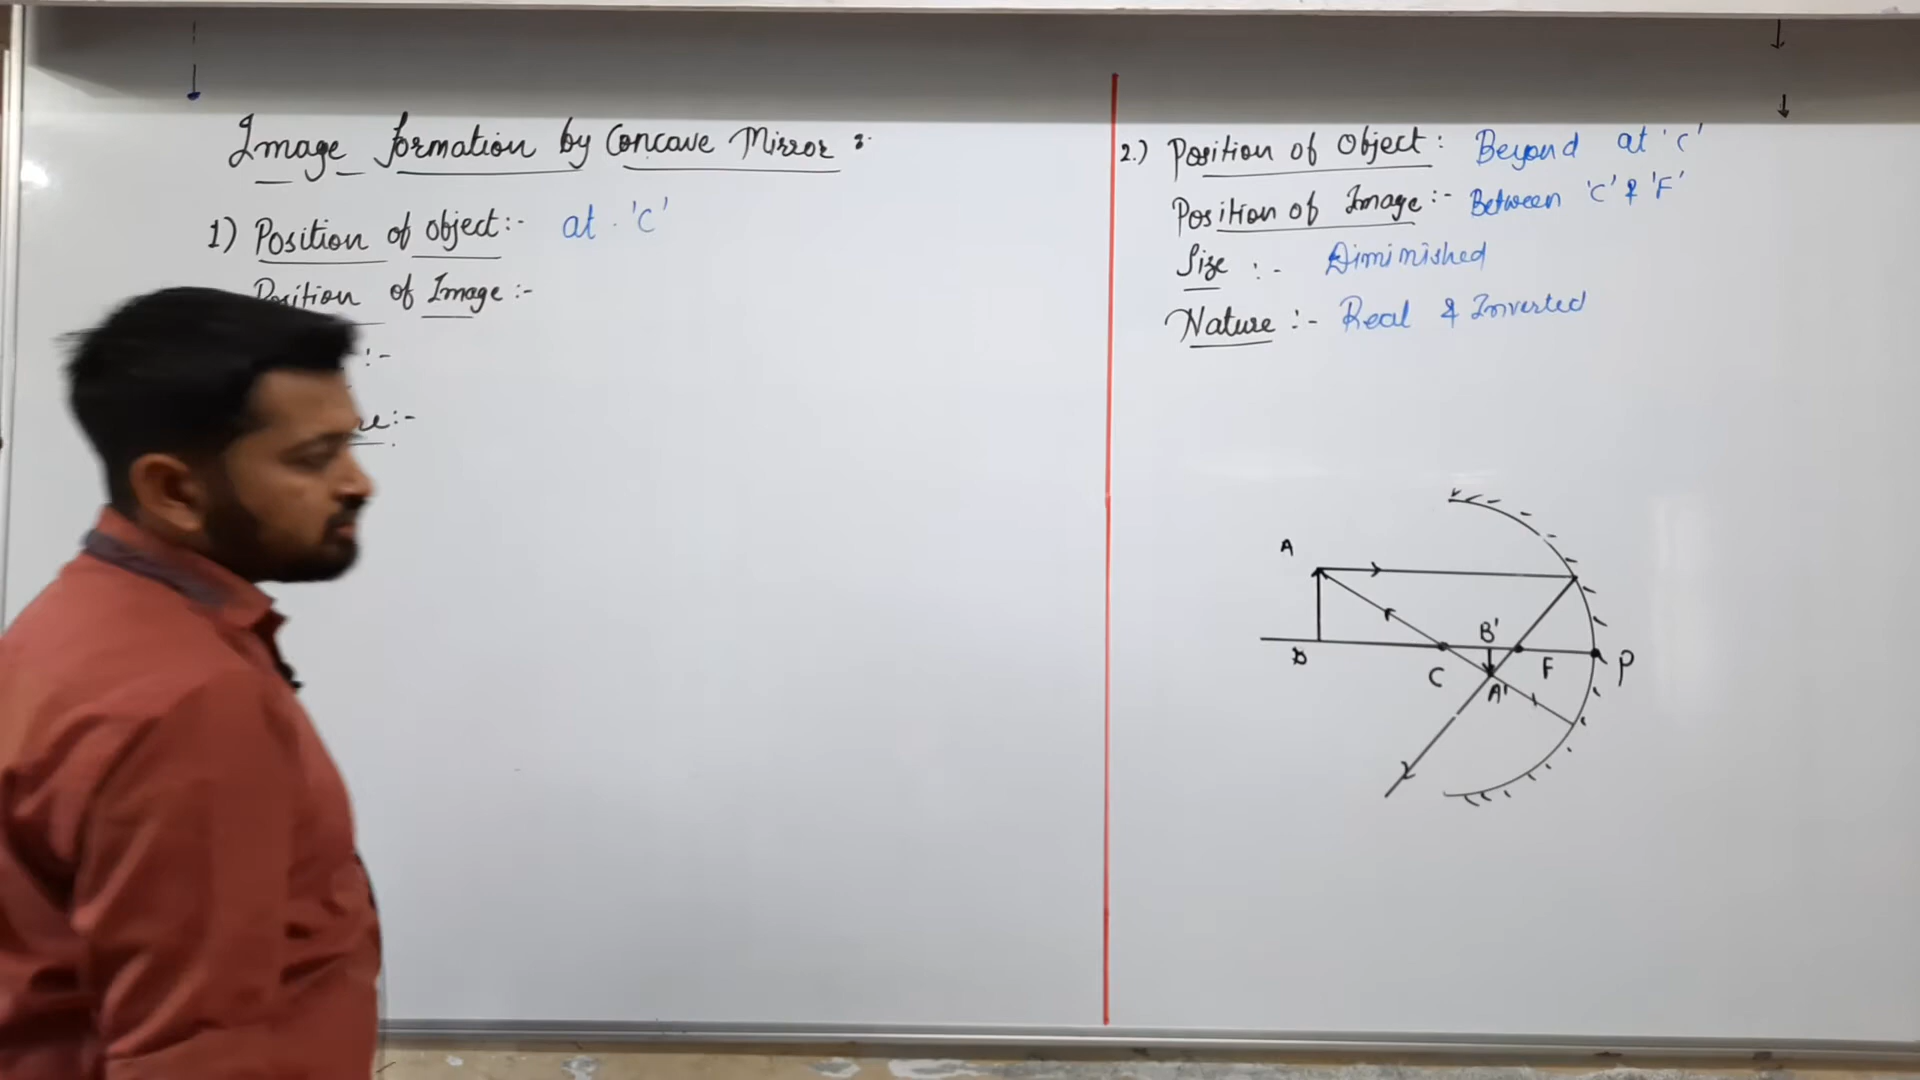 Image formation by Concave Mirror :
1) Position of object:- at 'C'
Position of Image :-
:-
:-
2.) Position of Object : Beyond at 'C'
Position of Image :- Between 'C' & 'F'
Size :- Diminished
Nature :- Real & Inverted
A
B'
B
C
A'
F
P